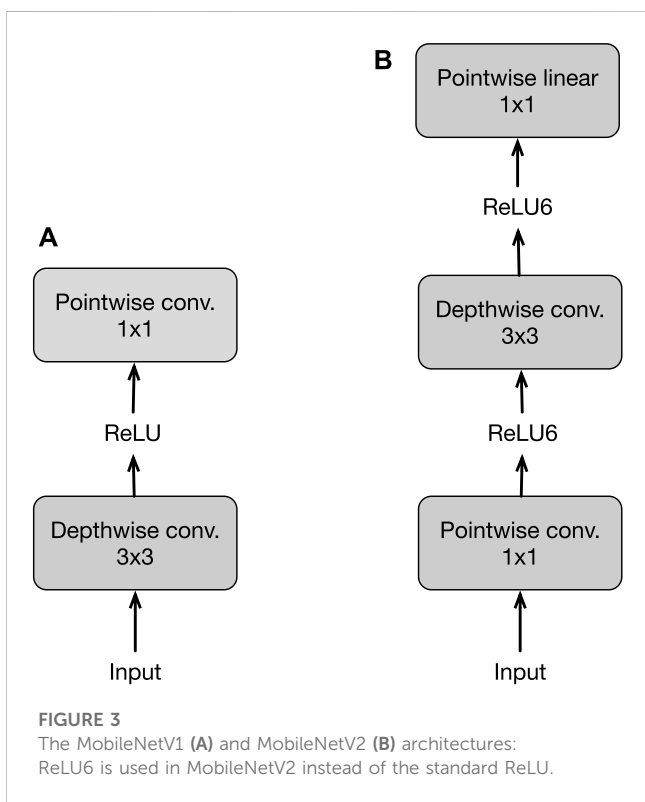 A
Pointwise conv.
1x1
ReLU
Depthwise conv.
3x3
Input
B
Pointwise linear
1x1
ReLU6
Depthwise conv.
3x3
ReLU6
Pointwise conv.
1x1
Input
FIGURE 3
The MobileNetV1 (A) and MobileNetV2 (B) architectures:
ReLU6 is used in MobileNetV2 instead of the standard ReLU.